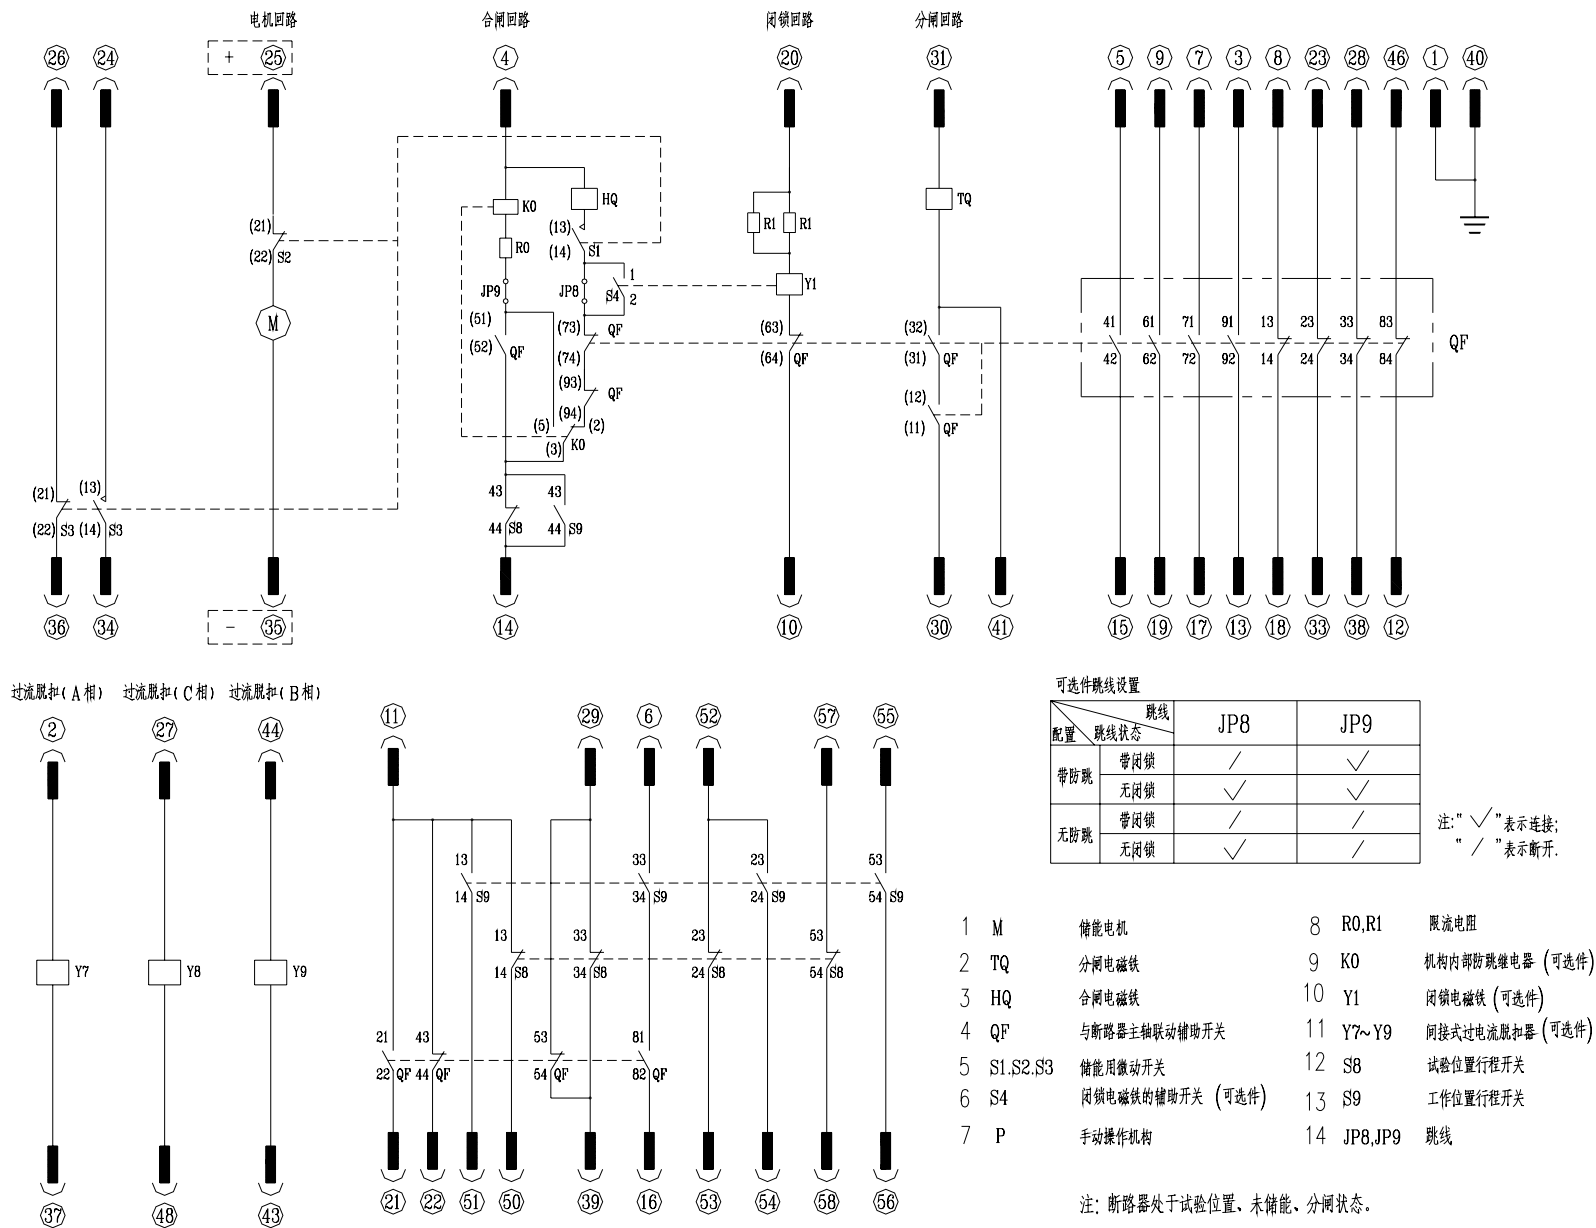 电机回路 合闸回路 闭锁回路 分闸回路
26 24 + 25 4 20 31 5 9 7 3 8 23 28 46 1 40
(21) (22) S2
M
K0 HQ
R0 (13) (14) S1
JP9 JP8 S4 1 2
(51) (52) QF (73) QF (74)
(93) QF (94)
(5) (2) (3) K0
43 43
44 S8 44 S9
R1 R1
Y1
(63) (64) QF
TQ
(32) (31) QF
(12) (11) QF
41 61 71 91 13 23 33 83
42 62 72 92 14 24 34 84
QF
(21) (13)
(22) S3 (14) S3
36 34 - 35 14 10 30 41 15 19 17 13 18 33 38 12
过流脱扣(A相) 过流脱扣(C相) 过流脱扣(B相)
2 27 44
Y7 Y8 Y9
37 48 43
11 29 6 52 57 55
13 33 23 53
14 S9 34 S9 24 S9 54 S9
13 33 23 53
14 S8 34 S8 24 S8 54 S8
21 43 53 81
22 QF 44 QF 54 QF 82 QF
21 22 51 50 39 16 53 54 58 56
可选件跳线设置
跳线
配置 跳线状态 JP8 JP9
带防跳 带闭锁 / √
无闭锁 √ √
无防跳 带闭锁 / /
无闭锁 √ /
注:“ √ ”表示连接;
“ / ”表示断开.
1 M 储能电机
2 TQ 分闸电磁铁
3 HQ 合闸电磁铁
4 QF 与断路器主轴联动辅助开关
5 S1.S2.S3 储能用微动开关
6 S4 闭锁电磁铁的辅助开关 (可选件)
7 P 手动操作机构
8 R0,R1 限流电阻
9 K0 机构内部防跳继电器 (可选件)
10 Y1 闭锁电磁铁 (可选件)
11 Y7~Y9 间接式过电流脱扣器 (可选件)
12 S8 试验位置行程开关
13 S9 工作位置行程开关
14 JP8,JP9 跳线
注: 断路器处于试验位置、未储能、分闸状态。